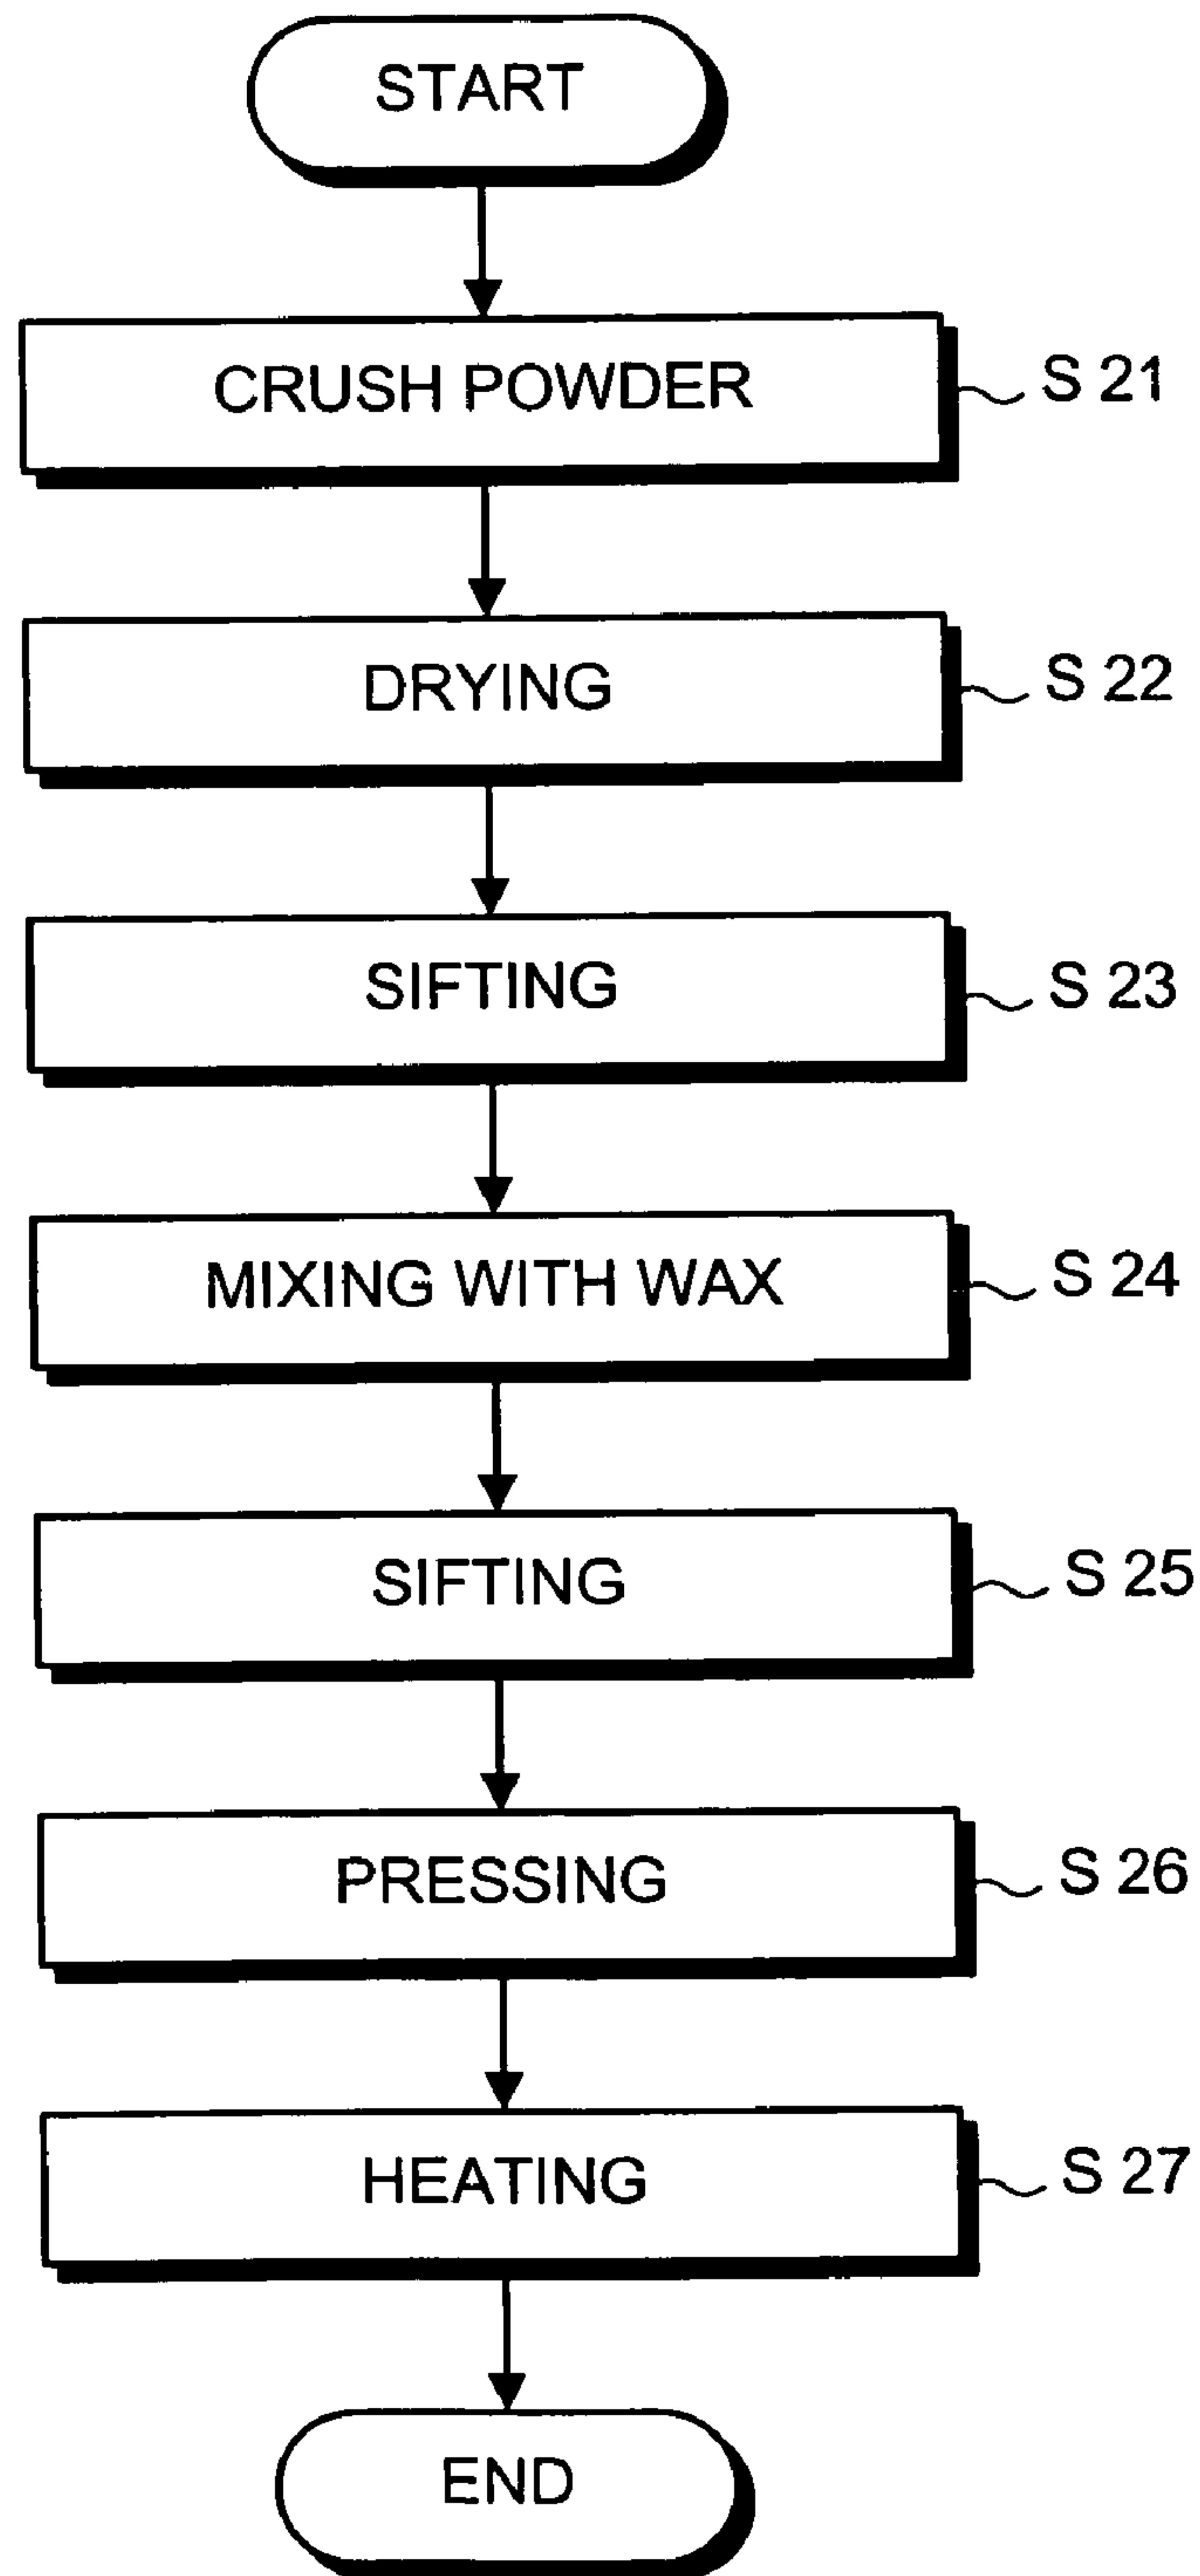 START
CRUSH POWDER
S 21
DRYING
S 22
SIFTING
S 23
MIXING WITH WAX
S 24
SIFTING
S 25
PRESSING
S 26
HEATING
S 27
END